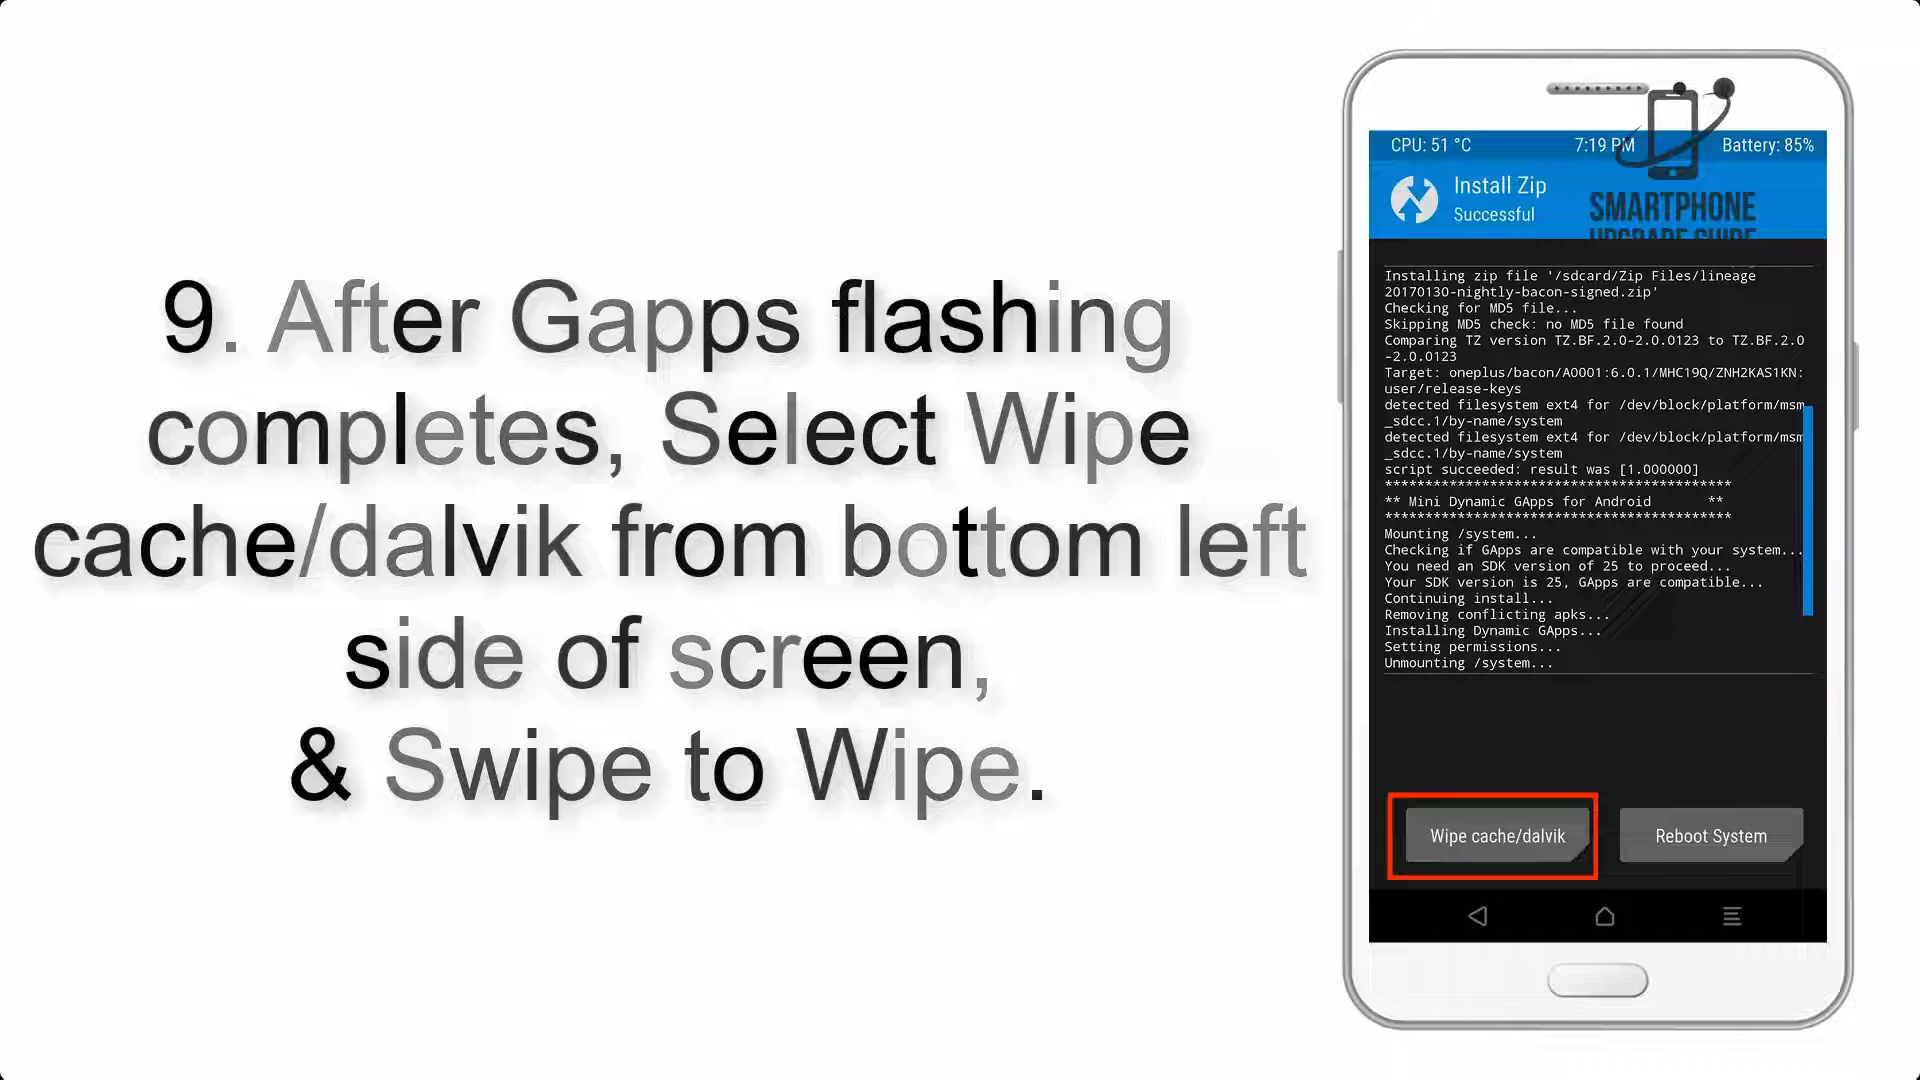 9. After Gapps flashing
completes, Select Wipe
cache/dalvik from bottom left
side of screen,
& Swipe to Wipe.
CPU: 51 °C 7:19 PM Battery: 85%
Install Zip
Successful
SMARTPHONE
UPGRADE GUIDE
Installing zip file '/sdcard/Zip Files/lineage
20170130-nightly-bacon-signed.zip'
Checking for MD5 file...
Skipping MD5 check: no MD5 file found
Comparing TZ version TZ.BF.2.0-2.0.0123 to TZ.BF.2.0
-2.0.0123
Target: oneplus/bacon/A0001:6.0.1/MHC19Q/ZNH2KAS1KN:
user/release-keys
detected filesystem ext4 for /dev/block/platform/msm
_sdcc.1/by-name/system
detected filesystem ext4 for /dev/block/platform/msm
_sdcc.1/by-name/system
script succeeded: result was [1.000000]
******************************************
** Mini Dynamic GApps for Android       **
******************************************
Mounting /system...
Checking if GApps are compatible with your system...
You need an SDK version of 25 to proceed...
Your SDK version is 25, GApps are compatible...
Continuing install...
Removing conflicting apks...
Installing Dynamic GApps...
Setting permissions...
Unmounting /system...
Wipe cache/dalvik Reboot System